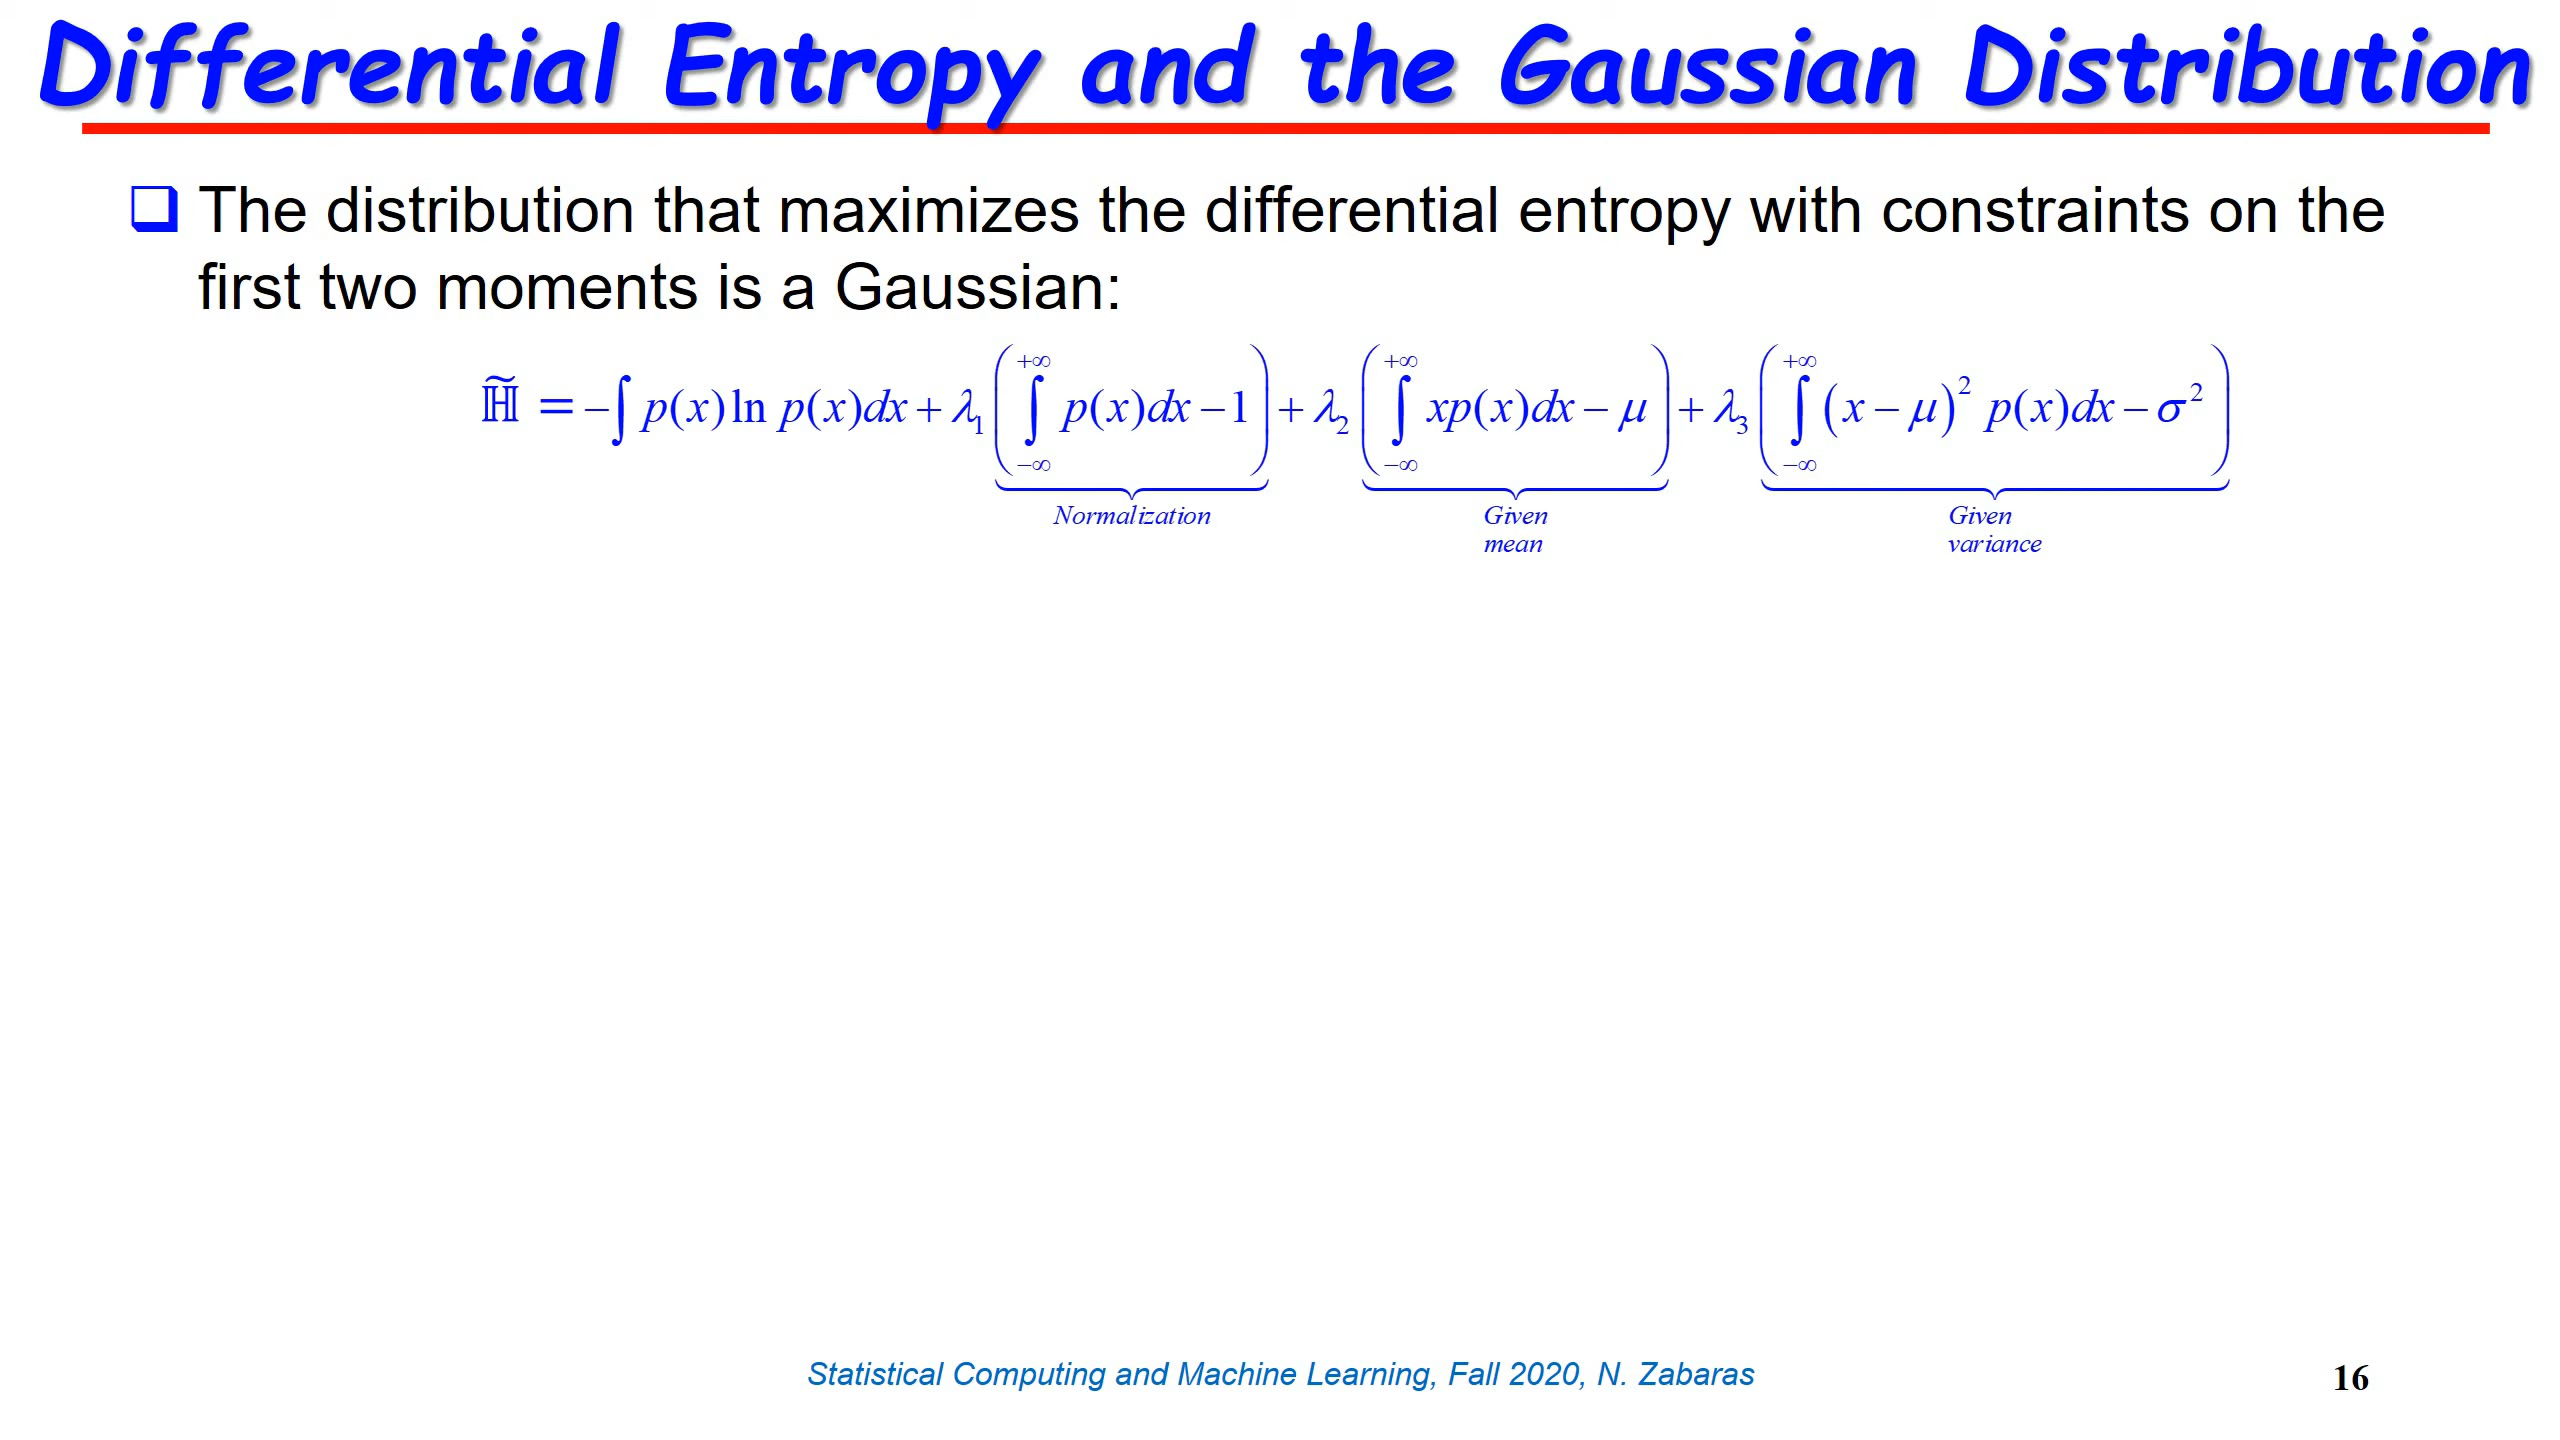 Differential Entropy and the Gaussian Distribution
❑ The distribution that maximizes the differential entropy with constraints on the
first two moments is a Gaussian:
ℍ̃ = −∫ p(x) ln p(x)dx + λ₁ (∫_{−∞}^{+∞} p(x)dx − 1) + λ₂ (∫_{−∞}^{+∞} xp(x)dx − μ) + λ₃ (∫_{−∞}^{+∞} (x − μ)² p(x)dx − σ²)
Normalization Given mean Given variance
Statistical Computing and Machine Learning, Fall 2020, N. Zabaras
16